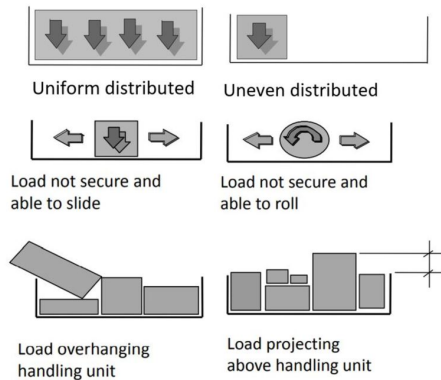 Uniform distributed
Uneven distributed
Load not secure and
able to slide
Load not secure and
able to roll
Load overhanging
handling unit
Load projecting
above handling unit